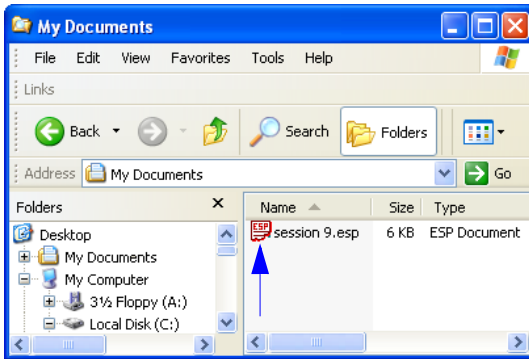 My Documents
File Edit View Favorites Tools Help
Links
Back Search Folders
Address My Documents Go
Folders × Name Size Type
Desktop ESP session 9.esp 6 KB ESP Document
My Documents
My Computer
3½ Floppy (A:)
Local Disk (C:)